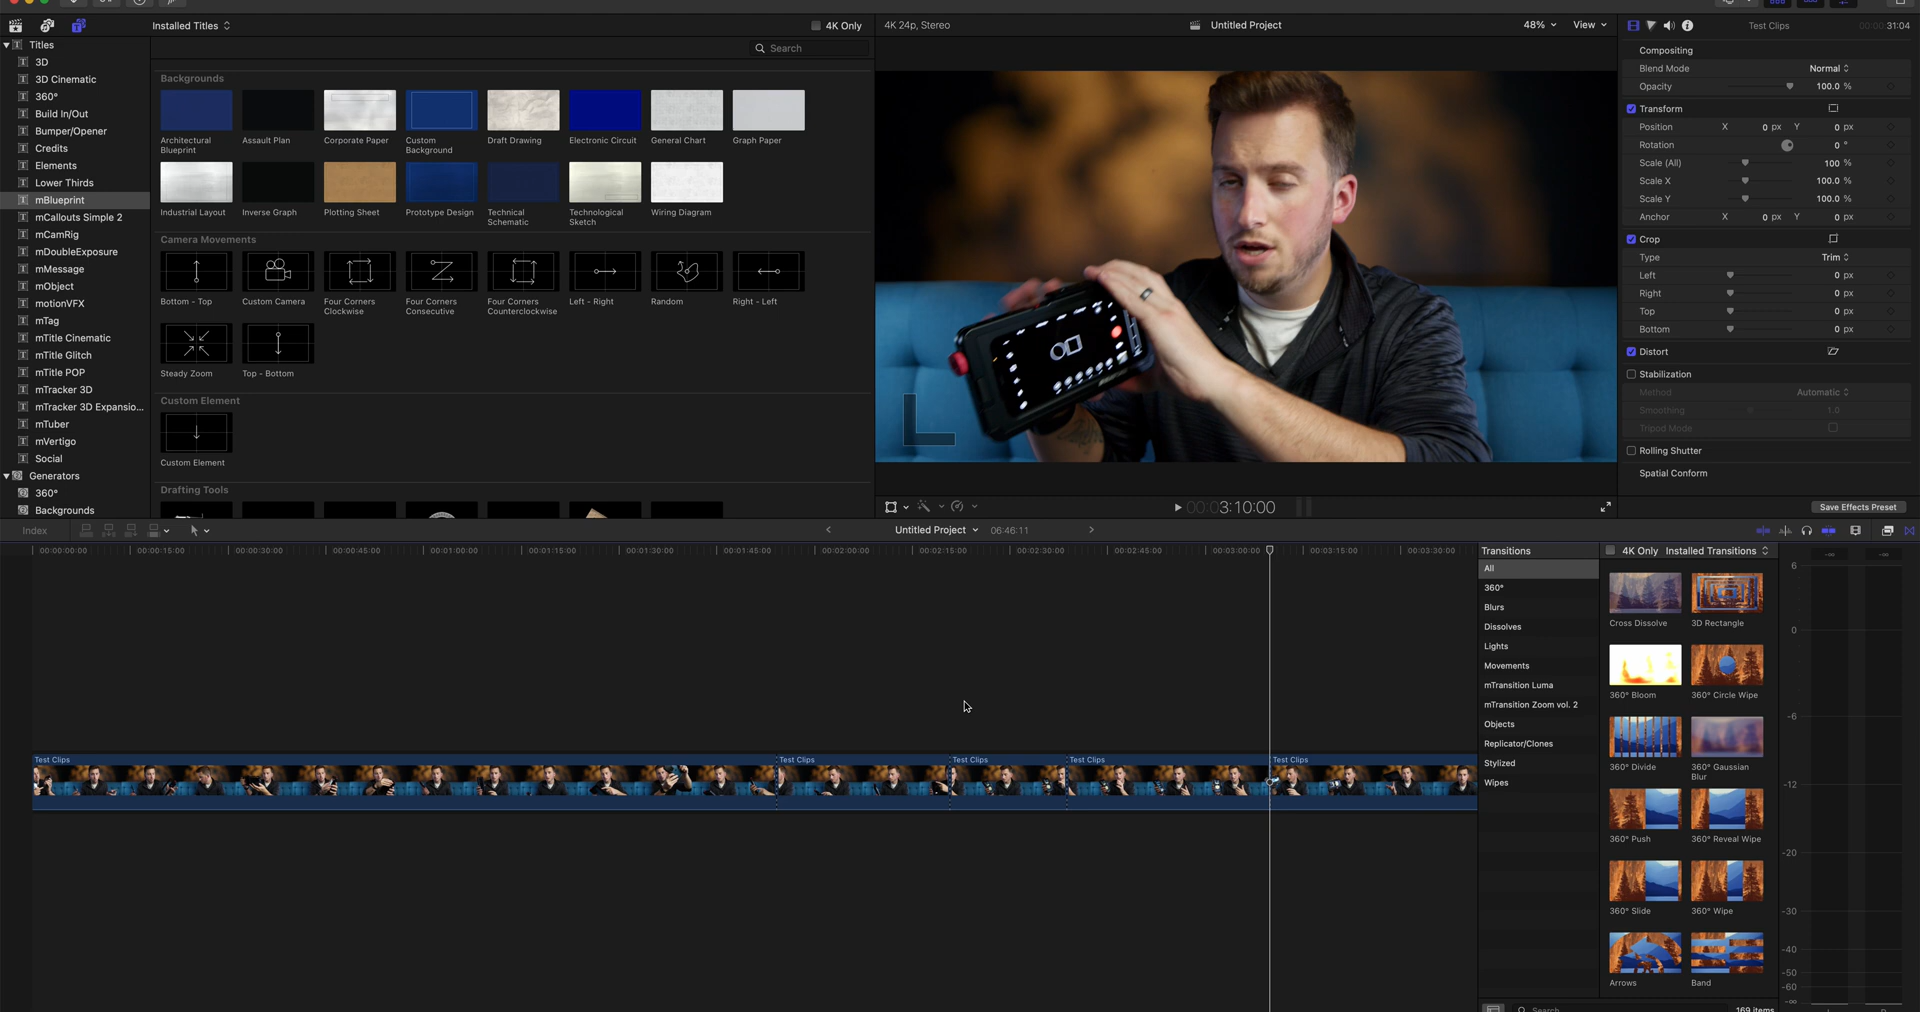 Installed Titles
4K Only
4K 24p, Stereo
Untitled Project
48%
View
Test Clips
00:00:31:04
Search
Titles
3D
3D Cinematic
360°
Build In/Out
Bumper/Opener
Credits
Elements
Lower Thirds
mBlueprint
mCallouts Simple 2
mCamRig
mDoubleExposure
mMessage
mObject
motionVFX
mTag
mTitle Cinematic
mTitle Glitch
mTitle POP
mTracker 3D
mTracker 3D Expansio...
mTuber
mVertigo
Social
Generators
360°
Backgrounds
Backgrounds
Architectural Blueprint
Assault Plan
Corporate Paper
Custom Background
Draft Drawing
Electronic Circuit
General Chart
Graph Paper
Industrial Layout
Inverse Graph
Plotting Sheet
Prototype Design
Technical Schematic
Technological Sketch
Wiring Diagram
Camera Movements
Bottom - Top
Custom Camera
Four Corners Clockwise
Four Corners Consecutive
Four Corners Counterclockwise
Left - Right
Random
Right - Left
Steady Zoom
Top - Bottom
Custom Element
Custom Element
Drafting Tools
Compositing
Blend Mode Normal
Opacity 100.0 %
Transform
Position X 0 px Y 0 px
Rotation 0 °
Scale (All) 100 %
Scale X 100.0 %
Scale Y 100.0 %
Anchor X 0 px Y 0 px
Crop
Type Trim
Left 0 px
Right 0 px
Top 0 px
Bottom 0 px
Distort
Stabilization
Method Automatic
Smoothing 1.0
Tripod Mode
Rolling Shutter
Spatial Conform
Save Effects Preset
00:00:3:10:00
Index
Untitled Project 06:46:11
00:00:00:00 00:00:15:00 00:00:30:00 00:00:45:00 00:01:00:00 00:01:15:00 00:01:30:00 00:01:45:00 00:02:00:00 00:02:15:00 00:02:30:00 00:02:45:00 00:03:00:00 00:03:15:00 00:03:30:00
Test Clips Test Clips Test Clips Test Clips Test Clips
Transitions
All
360°
Blurs
Dissolves
Lights
Movements
mTransition Luma
mTransition Zoom vol. 2
Objects
Replicator/Clones
Stylized
Wipes
4K Only Installed Transitions
Cross Dissolve
3D Rectangle
360° Bloom
360° Circle Wipe
360° Divide
360° Gaussian Blur
360° Push
360° Reveal Wipe
360° Slide
360° Wipe
Arrows
Band
Search
169 items
-∞ -∞
6
0
-6
-12
-20
-30
-40
-50
-60
-∞